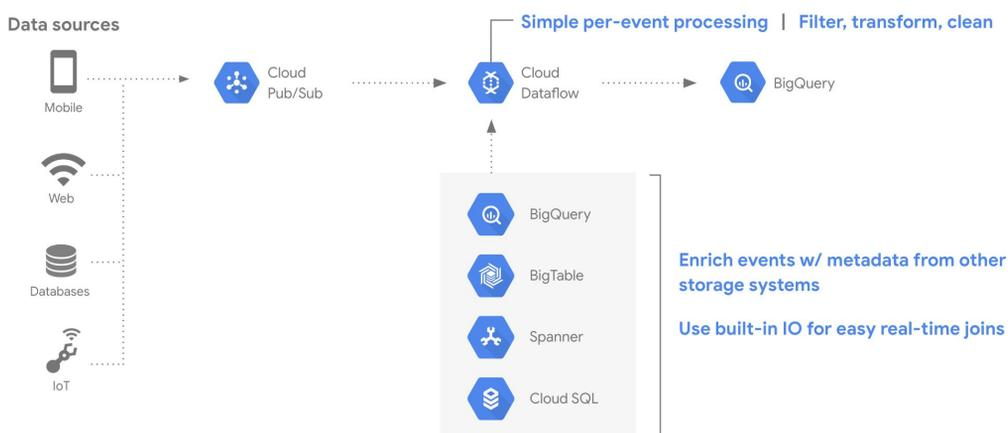 Data sources
Simple per-event processing | Filter, transform, clean
Mobile
Cloud
Pub/Sub
Cloud
Dataflow
BigQuery
Web
Databases
IoT
BigQuery
BigTable
Spanner
Cloud SQL
Enrich events w/ metadata from other
storage systems
Use built-in IO for easy real-time joins